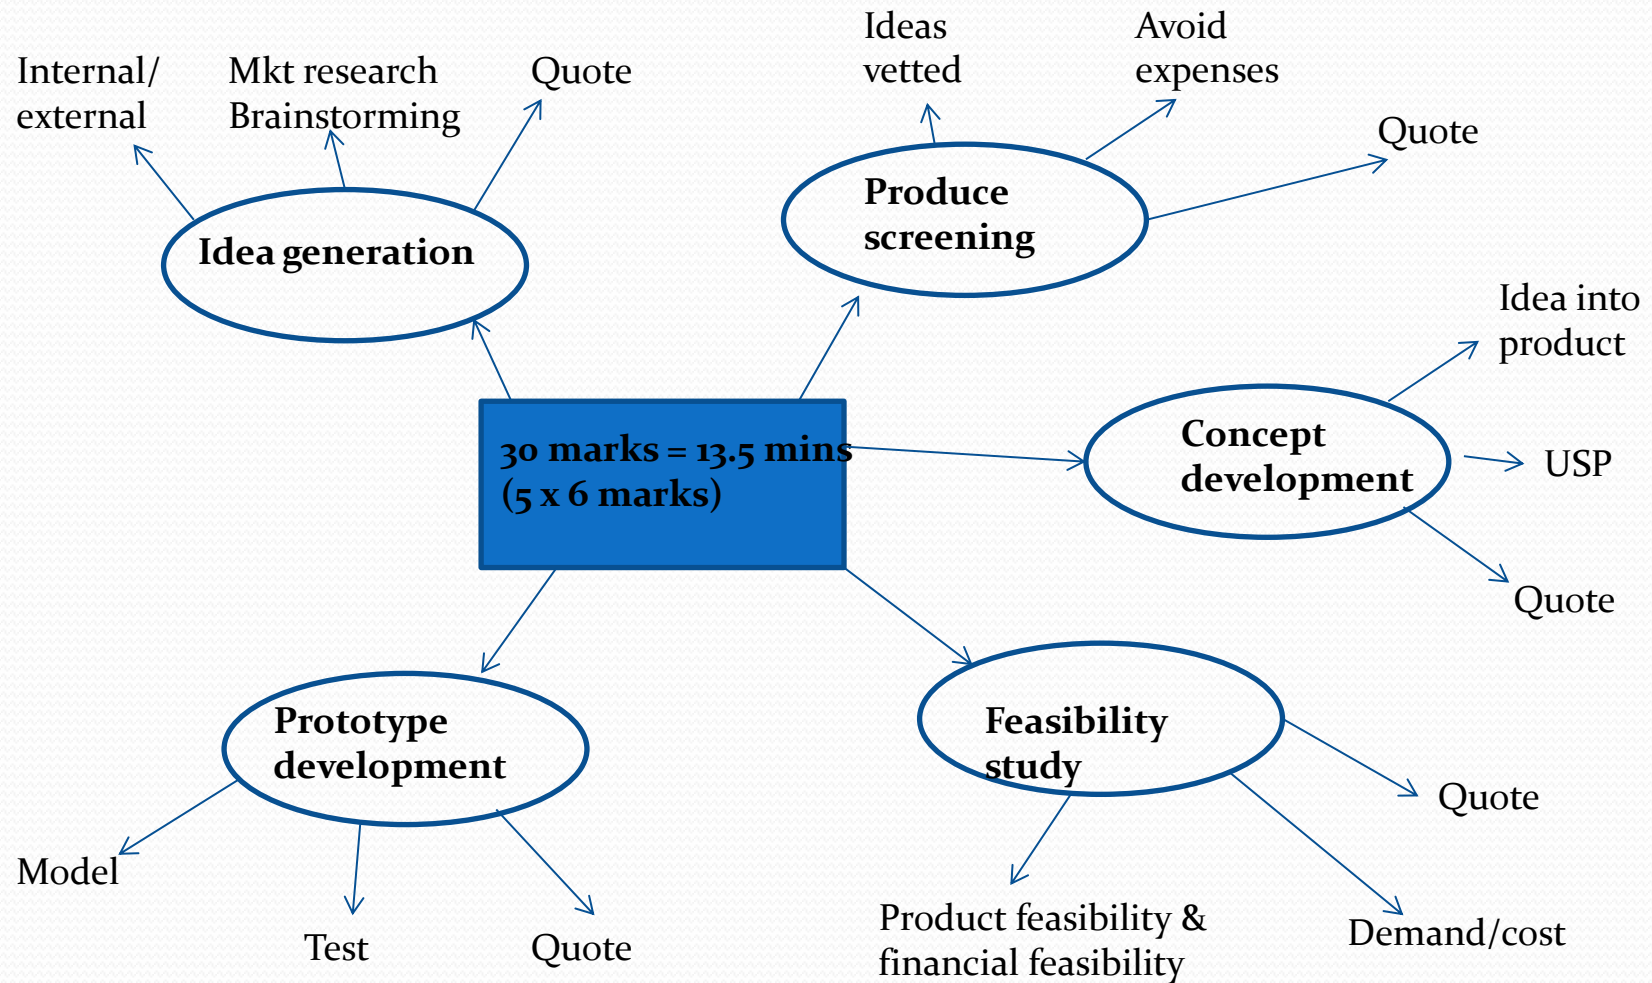 Internal/
external
Mkt research
Brainstorming
Quote
Idea generation
Ideas
vetted
Avoid
expenses
Quote
Produce
screening
30 marks = 13.5 mins
(5 x 6 marks)
Idea into
product
Concept
development
USP
Quote
Prototype
development
Model
Test
Quote
Feasibility
study
Quote
Product feasibility &
financial feasibility
Demand/cost